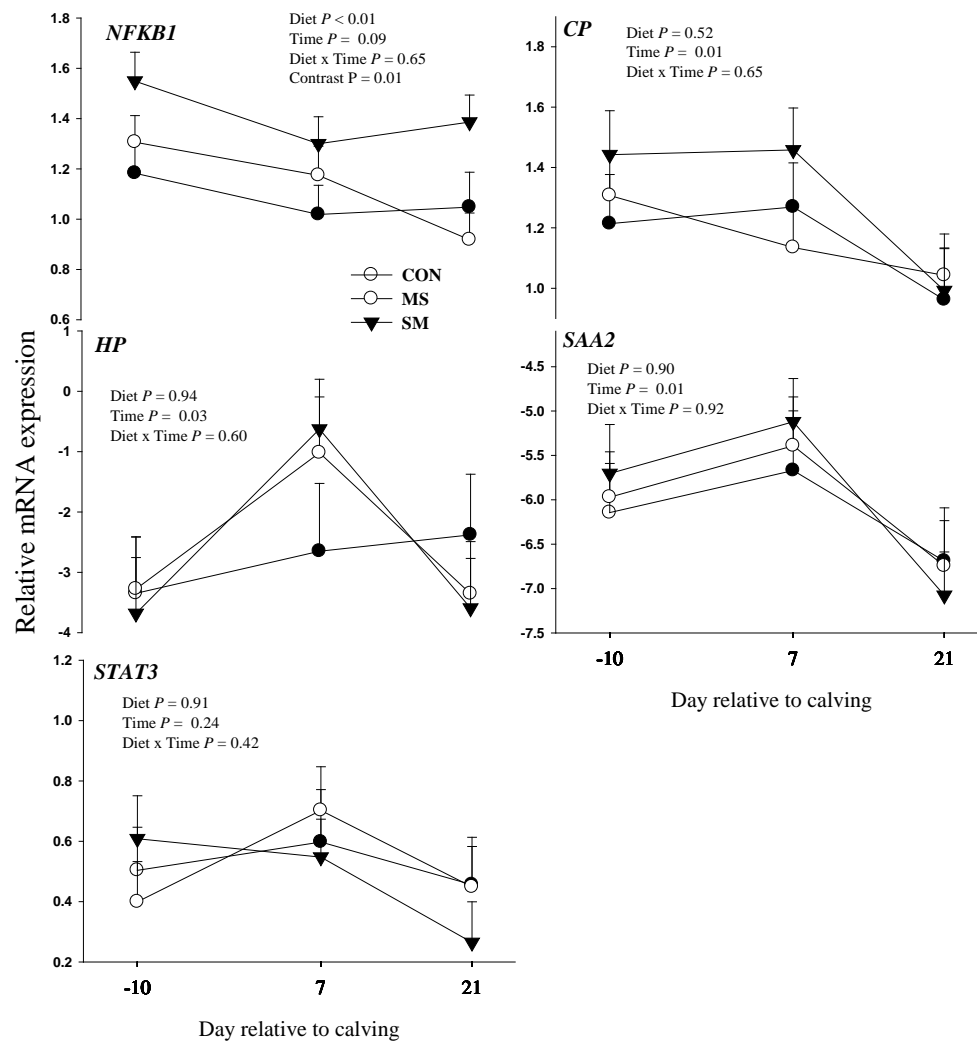 NFKB1
Diet P < 0.01
Time P = 0.09
Diet x Time P = 0.65
Contrast P = 0.01
1.8
1.6
1.4
1.2
1.0
0.8
0.6
CON
MS
SM
CP
Diet P = 0.52
Time P = 0.01
Diet x Time P = 0.65
1.8
1.6
1.4
1.2
1.0
Relative mRNA expression
HP
Diet P = 0.94
Time P = 0.03
Diet x Time P = 0.60
1
0
-1
-2
-3
-4
SAA2
Diet P = 0.90
Time P = 0.01
Diet x Time P = 0.92
-4.5
-5.0
-5.5
-6.0
-6.5
-7.0
-7.5
-10 7 21
Day relative to calving
STAT3
Diet P = 0.91
Time P = 0.24
Diet x Time P = 0.42
1.2
1.0
0.8
0.6
0.4
0.2
-10 7 21
Day relative to calving